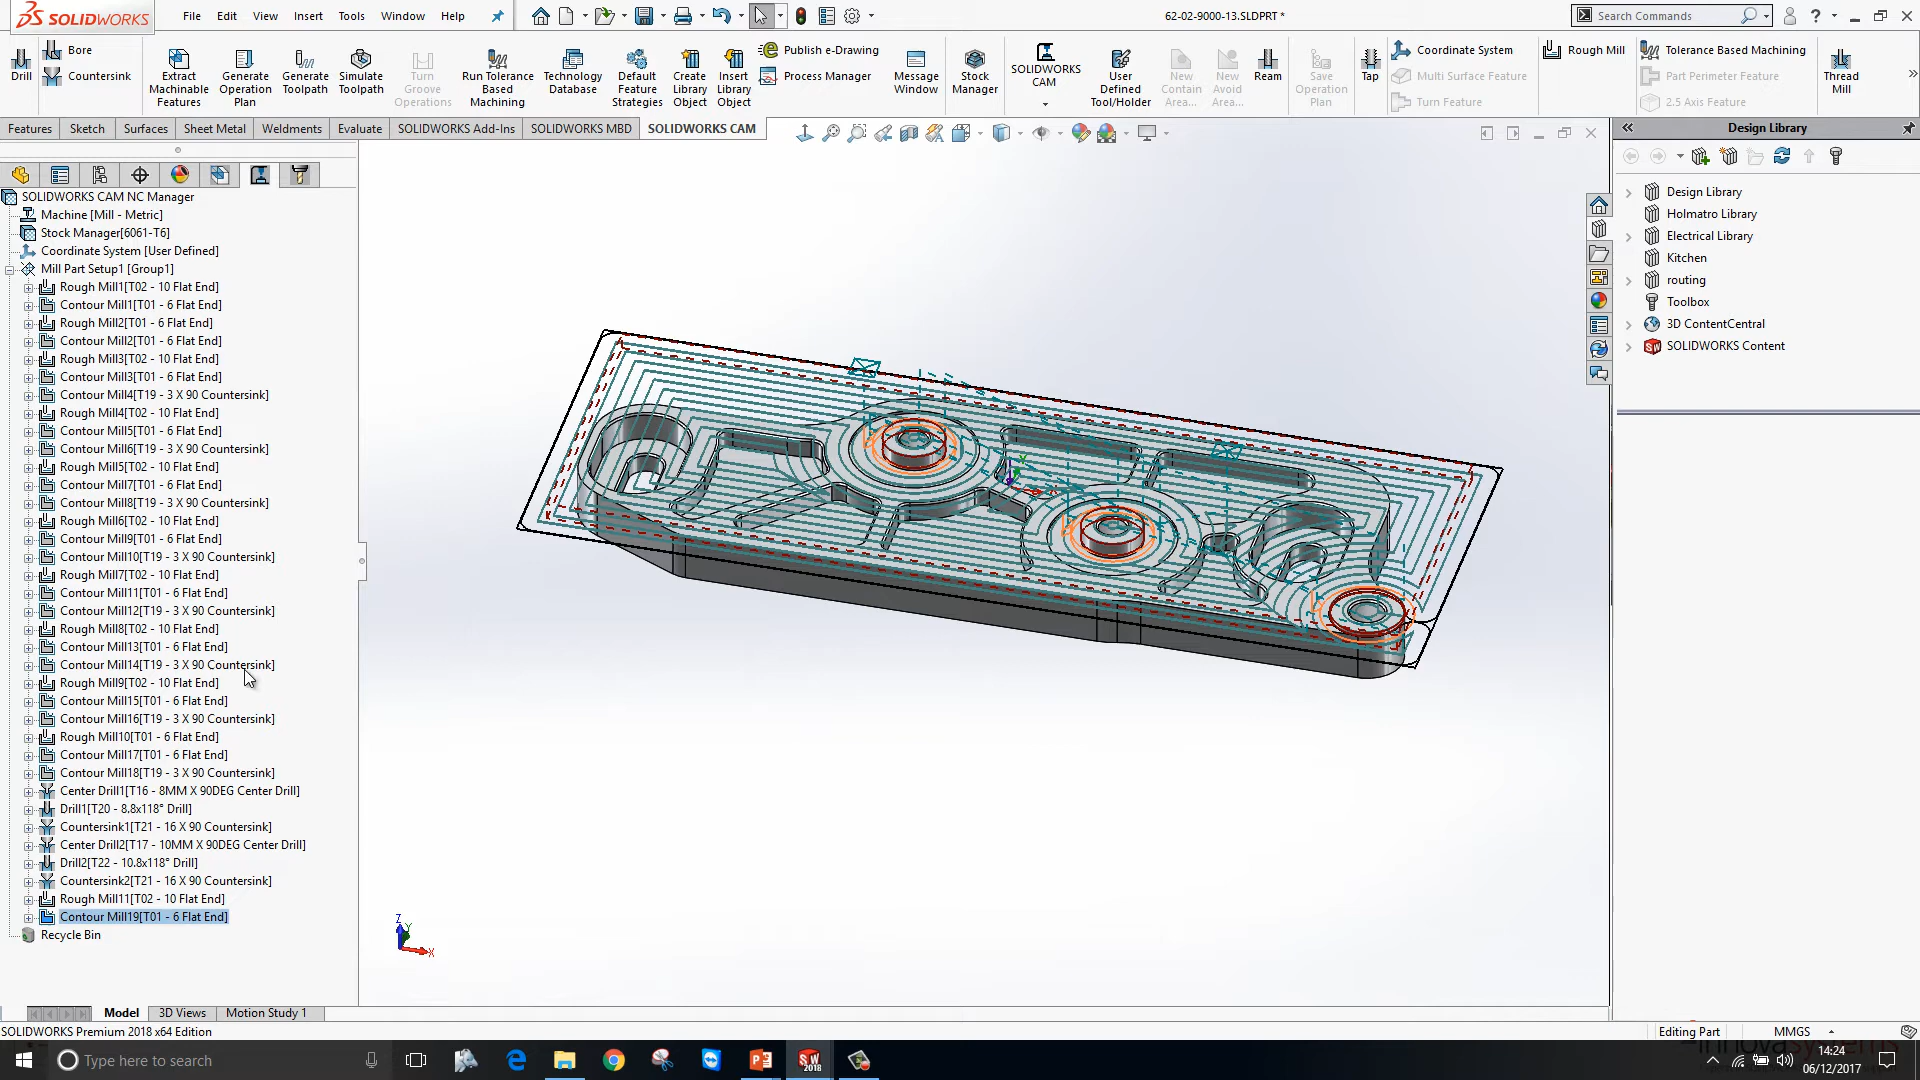 SOLIDWORKS
File Edit View Insert Tools Window Help
62-02-9000-13.SLDPRT *
Search Commands
Drill
Bore
Countersink
Extract Machinable Features
Generate Operation Plan
Generate Toolpath
Simulate Toolpath
Turn Groove Operations
Run Tolerance Based Machining
Technology Database
Default Feature Strategies
Create Library Object
Insert Library Object
Publish e-Drawing
Process Manager
Message Window
Stock Manager
SOLIDWORKS CAM
User Defined Tool/Holder
New Contain Area...
New Avoid Area...
Ream
Save Operation Plan
Tap
Coordinate System
Multi Surface Feature
Turn Feature
Rough Mill
Tolerance Based Machining
Part Perimeter Feature
2.5 Axis Feature
Thread Mill
Features Sketch Surfaces Sheet Metal Weldments Evaluate SOLIDWORKS Add-Ins SOLIDWORKS MBD SOLIDWORKS CAM
SOLIDWORKS CAM NC Manager
Machine [Mill - Metric]
Stock Manager[6061-T6]
Coordinate System [User Defined]
Mill Part Setup1 [Group1]
Rough Mill1[T02 - 10 Flat End]
Contour Mill1[T01 - 6 Flat End]
Rough Mill2[T01 - 6 Flat End]
Contour Mill2[T01 - 6 Flat End]
Rough Mill3[T02 - 10 Flat End]
Contour Mill3[T01 - 6 Flat End]
Contour Mill4[T19 - 3 X 90 Countersink]
Rough Mill4[T02 - 10 Flat End]
Contour Mill5[T01 - 6 Flat End]
Contour Mill6[T19 - 3 X 90 Countersink]
Rough Mill5[T02 - 10 Flat End]
Contour Mill7[T01 - 6 Flat End]
Contour Mill8[T19 - 3 X 90 Countersink]
Rough Mill6[T02 - 10 Flat End]
Contour Mill9[T01 - 6 Flat End]
Contour Mill10[T19 - 3 X 90 Countersink]
Rough Mill7[T02 - 10 Flat End]
Contour Mill11[T01 - 6 Flat End]
Contour Mill12[T19 - 3 X 90 Countersink]
Rough Mill8[T02 - 10 Flat End]
Contour Mill13[T01 - 6 Flat End]
Contour Mill14[T19 - 3 X 90 Countersink]
Rough Mill9[T02 - 10 Flat End]
Contour Mill15[T01 - 6 Flat End]
Contour Mill16[T19 - 3 X 90 Countersink]
Rough Mill10[T01 - 6 Flat End]
Contour Mill17[T01 - 6 Flat End]
Contour Mill18[T19 - 3 X 90 Countersink]
Center Drill1[T16 - 8MM X 90DEG Center Drill]
Drill1[T20 - 8.8x118° Drill]
Countersink1[T21 - 16 X 90 Countersink]
Center Drill2[T17 - 10MM X 90DEG Center Drill]
Drill2[T22 - 10.8x118° Drill]
Countersink2[T21 - 16 X 90 Countersink]
Rough Mill11[T02 - 10 Flat End]
Contour Mill19[T01 - 6 Flat End]
Recycle Bin
Z
Y
X
Design Library
Design Library
Holmatro Library
Electrical Library
Kitchen
routing
Toolbox
3D ContentCentral
SOLIDWORKS Content
Model 3D Views Motion Study 1
SOLIDWORKS Premium 2018 x64 Edition
Editing Part
MMGS
Type here to search
14:24
06/12/2017